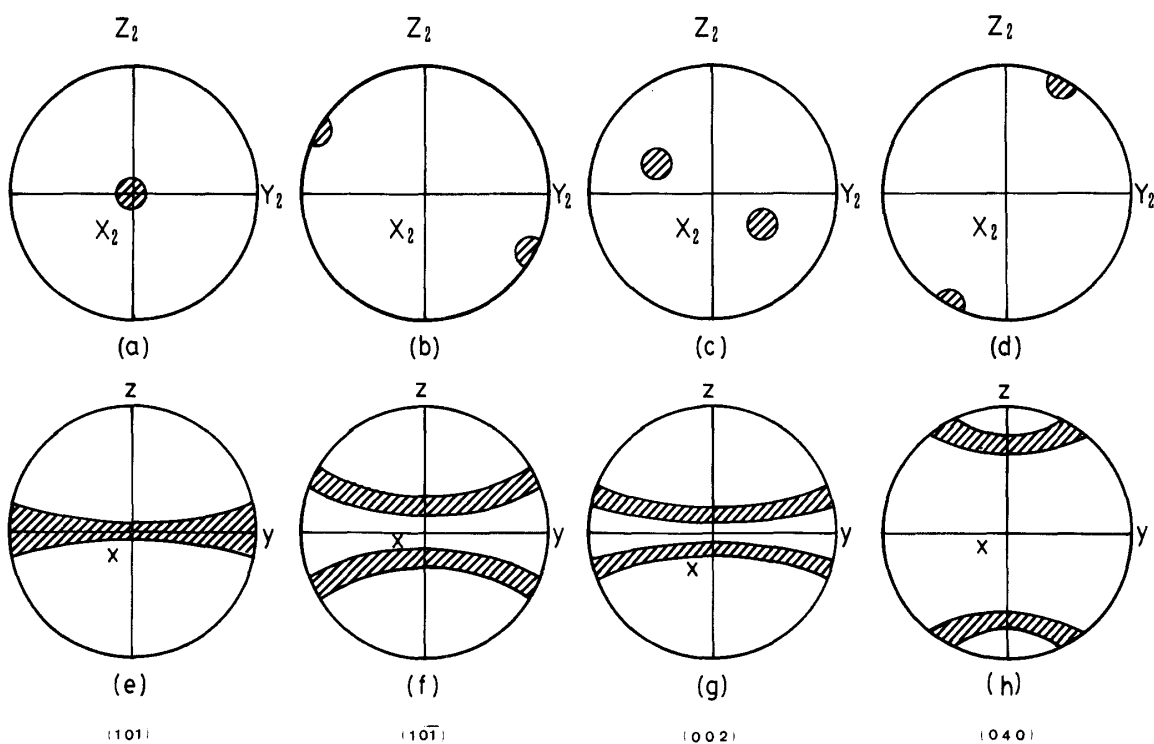 Z₂ Z₂ Z₂ Z₂
Y₂ Y₂ Y₂ Y₂
X₂ X₂ X₂ X₂
(a) (b) (c) (d)
z z z z
y y y y
x x x x
(e) (f) (g) (h)
(101) (101̅) (002) (040)